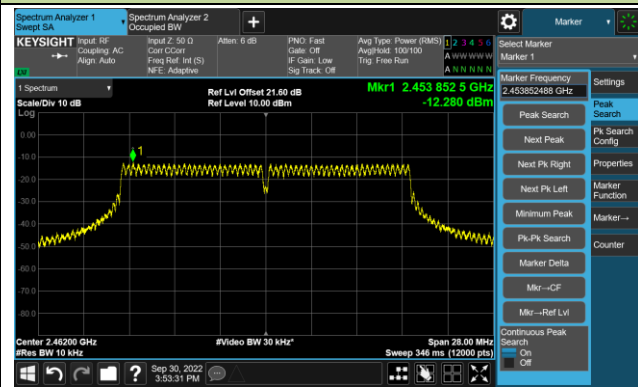 Spectrum Analyzer 1
Swept SA
Spectrum Analyzer 2
Occupied BW
+
Marker
KEYSIGHT
Input: RF
Coupling: AC
Align: Auto
Input Z: 50 Ω
Corr CCorr
Freq Ref: Int (S)
NFE: Adaptive
Atten: 6 dB
PNO: Fast
Gate: Off
IF Gain: Low
Sig Track: Off
Avg Type: Power (RMS)
Avg|Hold: 100/100
Trig: Free Run
1 2 3 4 5 6
A W W W W W
A N N N N N
LXI
Select Marker
Marker 1
1 Spectrum
Scale/Div 10 dB
Log
Ref Lvl Offset 21.60 dB
Ref Level 10.00 dBm
Mkr1 2.453 852 5 GHz
-12.280 dBm
0.00
-10.0
-20.0
-30.0
-40.0
-50.0
-60.0
-70.0
-80.0
1
Center 2.46200 GHz
#Res BW 10 kHz
#Video BW 30 kHz*
Span 28.00 MHz
Sweep 346 ms (12000 pts)
Marker Frequency
2.453852488 GHz
Peak Search
Next Peak
Next Pk Right
Next Pk Left
Minimum Peak
Pk-Pk Search
Marker Delta
Mkr→CF
Mkr→Ref Lvl
Continuous Peak
Search
On
Off
Settings
Peak
Search
Pk Search
Config
Properties
Marker
Function
Marker→
Counter
?
Sep 30, 2022
3:53:31 PM